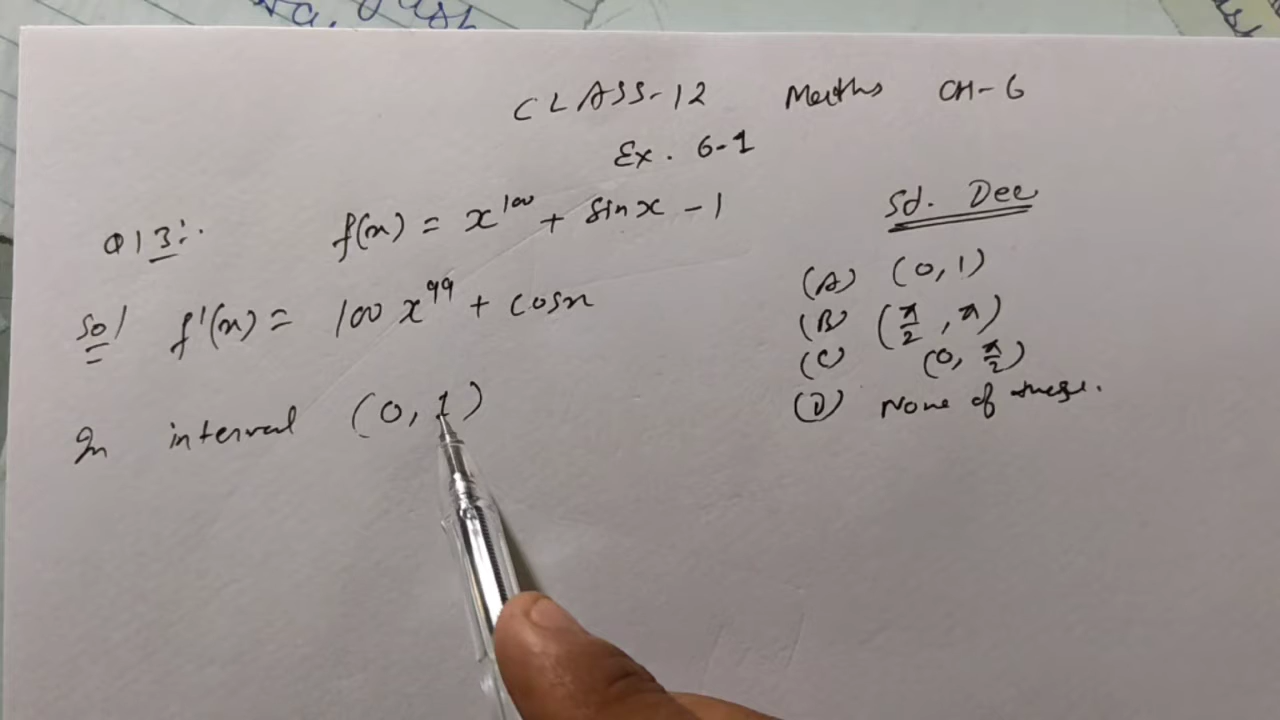 CLASS-12 Maths CH-6
Ex. 6-1
Q13:. f(x) = x¹⁰⁰ + sinx - 1
Sd. Dec
Sol f'(x) = 100 x⁹⁹ + cosx
(A) (0, 1)
(B) (π/2, π)
(C) (0, π/2)
(D) None of these.
In interval (0, 1)